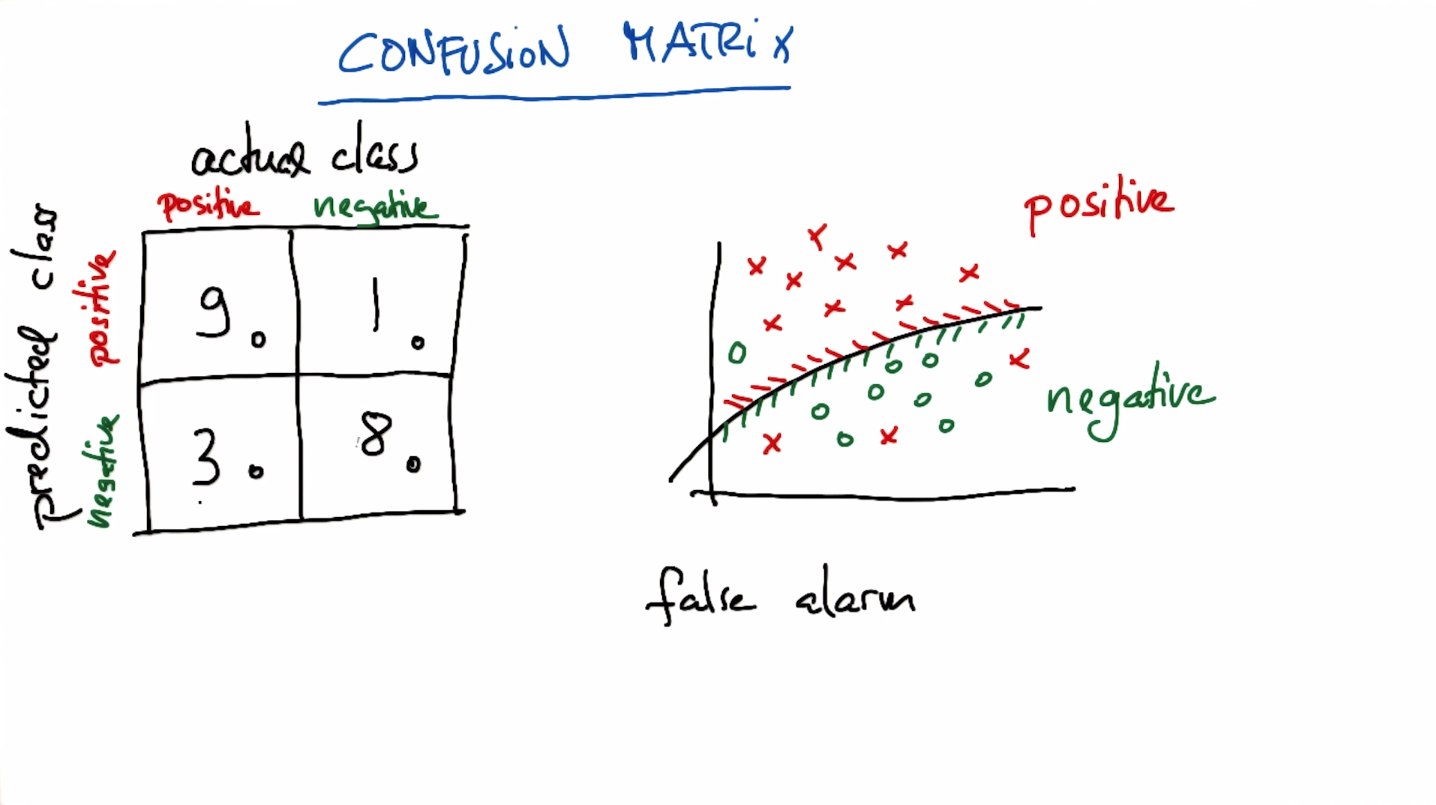 CONFUSION MATRIX
actual class
positive negative
predicted class
positive
negative
9 1
3 8
positive
negative
false alarm